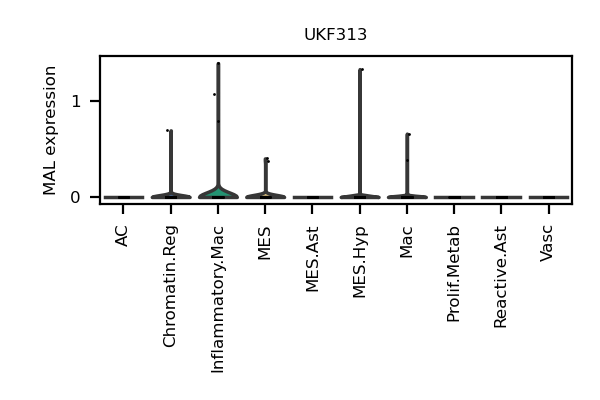 UKF313
MAL expression
1
0
AC
Chromatin.Reg
Inflammatory.Mac
MES
MES.Ast
MES.Hyp
Mac
Prolif.Metab
Reactive.Ast
Vasc